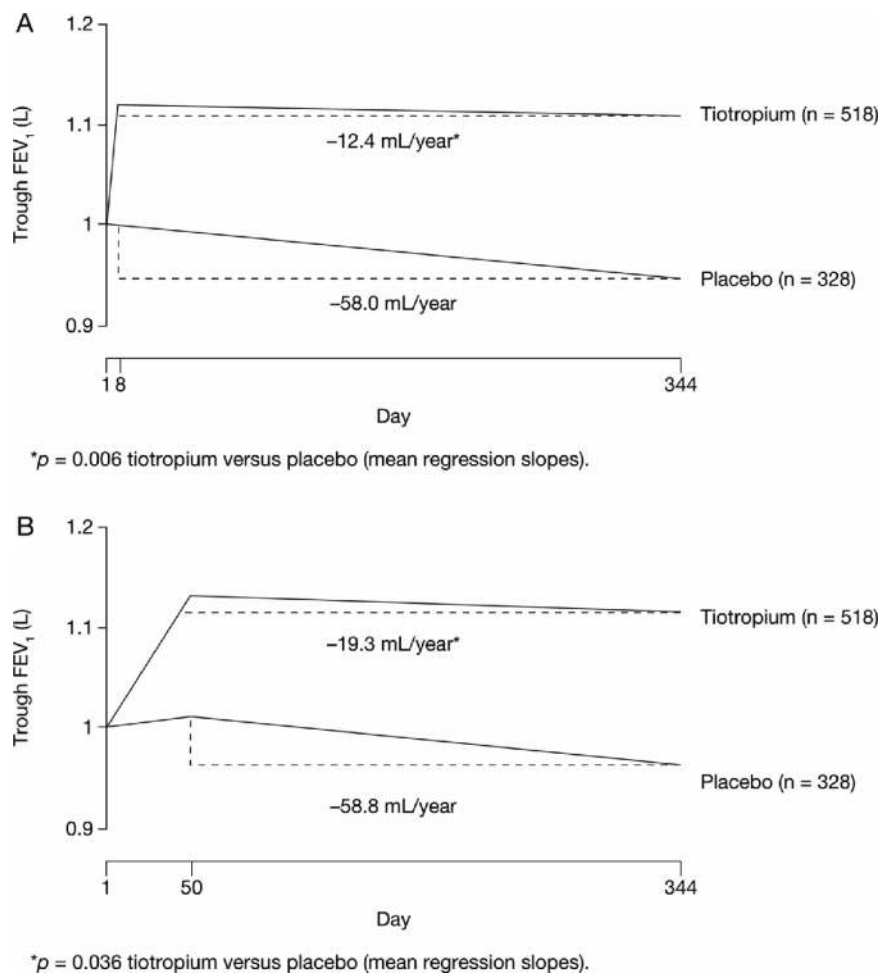 A
1.2
1.1
1
0.9
Trough FEV₁ (L)
Tiotropium (n = 518)
–12.4 mL/year*
Placebo (n = 328)
–58.0 mL/year
1 8 344
Day
*p = 0.006 tiotropium versus placebo (mean regression slopes).
B
1.2
1.1
1
0.9
Trough FEV₁ (L)
Tiotropium (n = 518)
–19.3 mL/year*
Placebo (n = 328)
–58.8 mL/year
1 50 344
Day
*p = 0.036 tiotropium versus placebo (mean regression slopes).